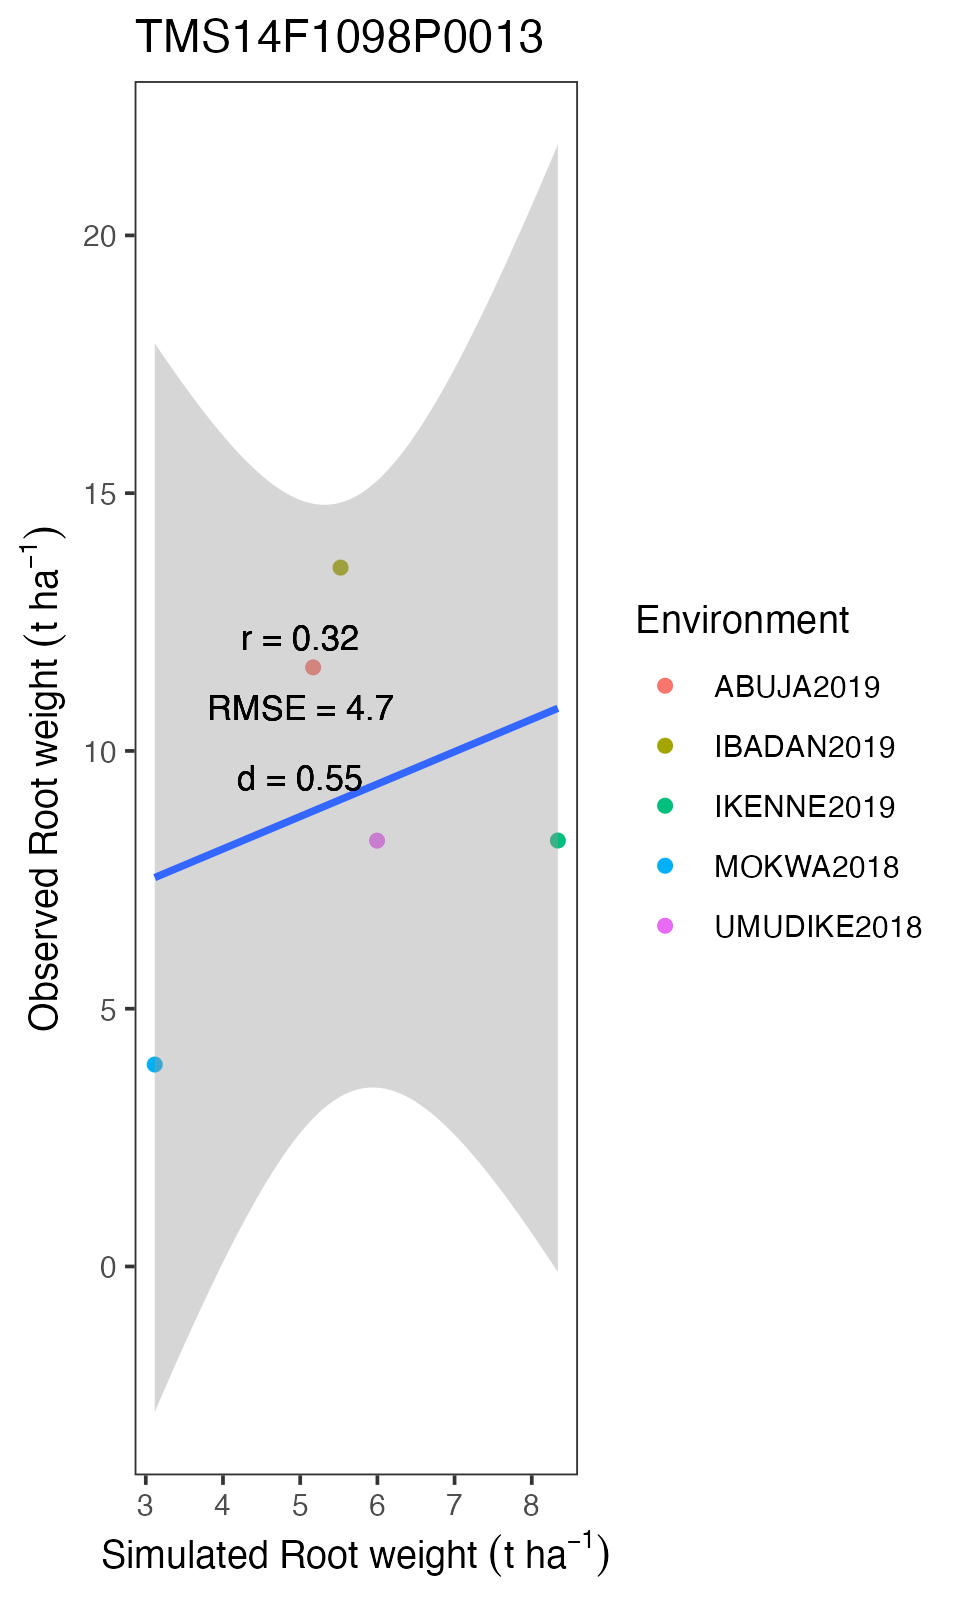 TMS14F1098P0013
20
15
10
5
0
Observed Root weight (t ha⁻¹)
r = 0.32
RMSE = 4.7
d = 0.55
3 4 5 6 7 8
Simulated Root weight (t ha⁻¹)
Environment
ABUJA2019
IBADAN2019
IKENNE2019
MOKWA2018
UMUDIKE2018